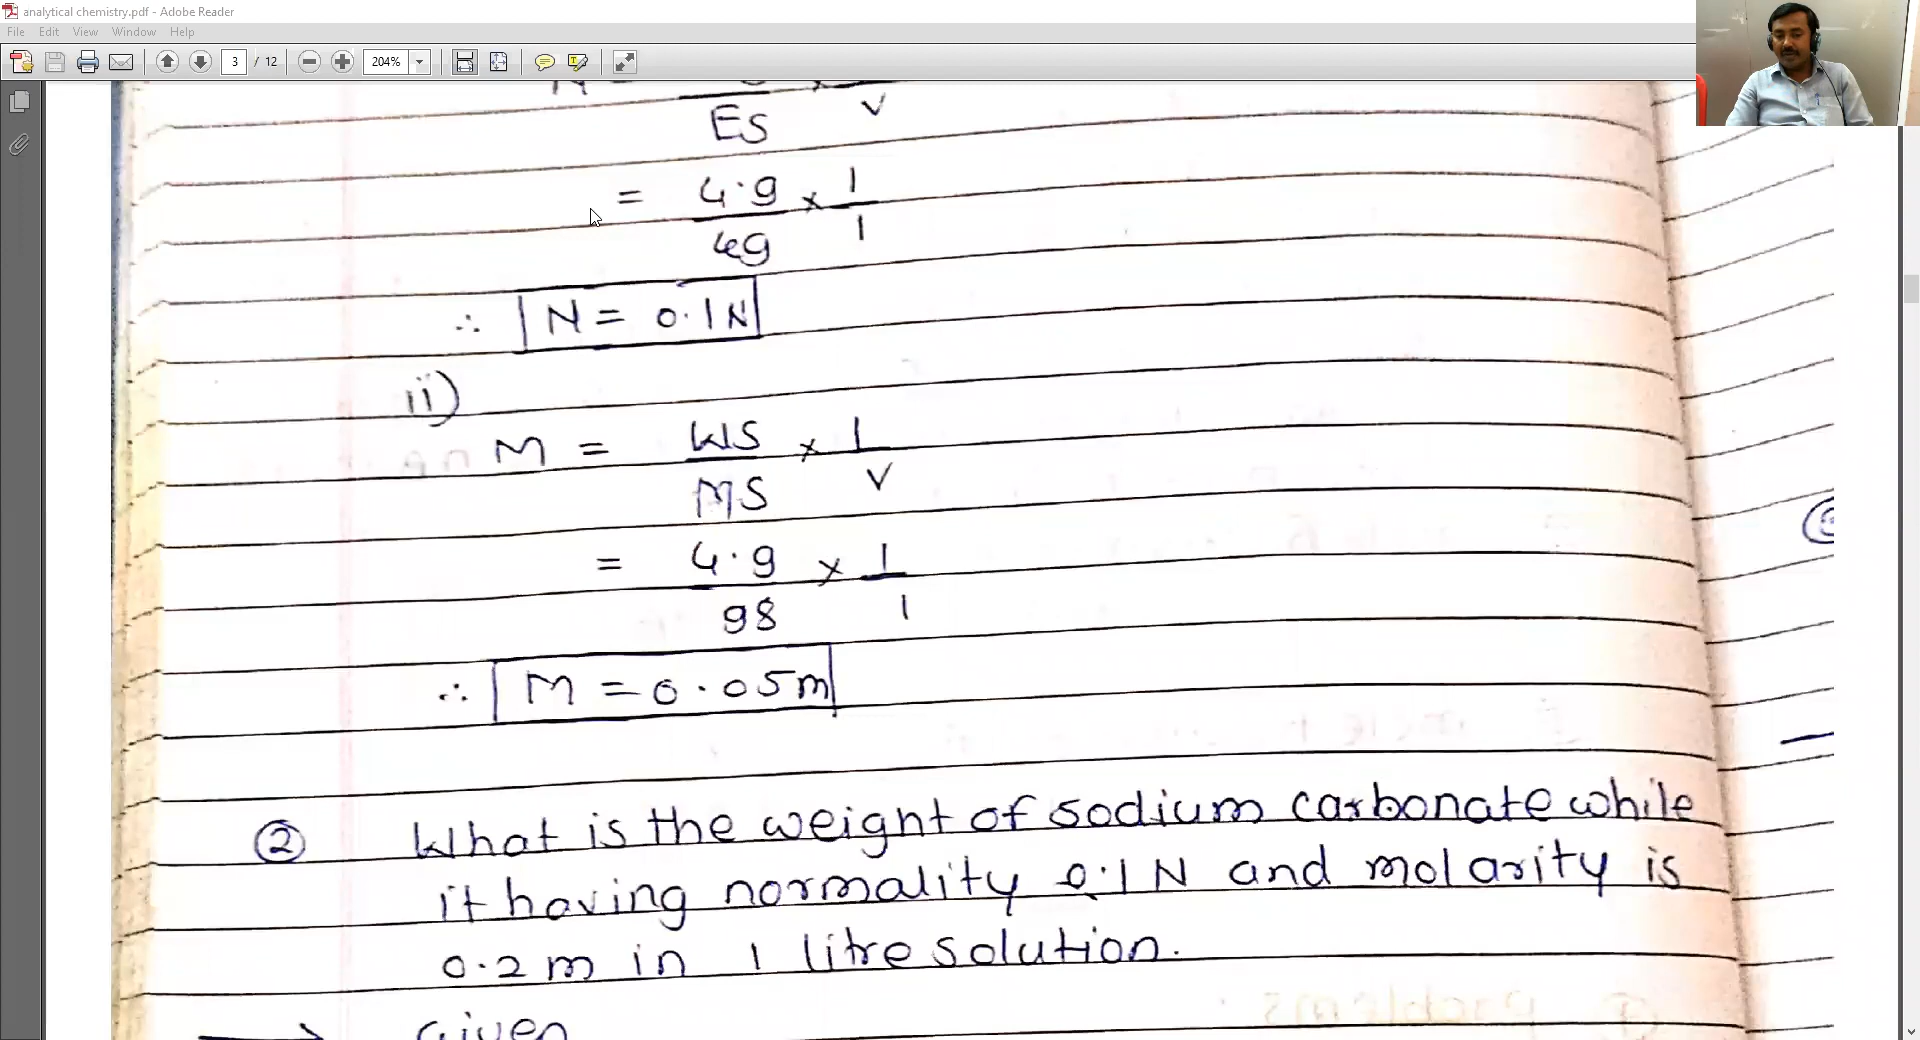 analytical chemistry.pdf - Adobe Reader
File Edit View Window Help
3 / 12 204%
ES V
= 4.9 × 1
49 1
∴ N = 0.1N
ii)
M = WS × 1
MS V
= 4.9 × 1
98 1
∴ M = 0.05m
② What is the weight of sodium carbonate while
it having normality 0.1N and molarity is
0.2m in 1 litre solution.
→ Given